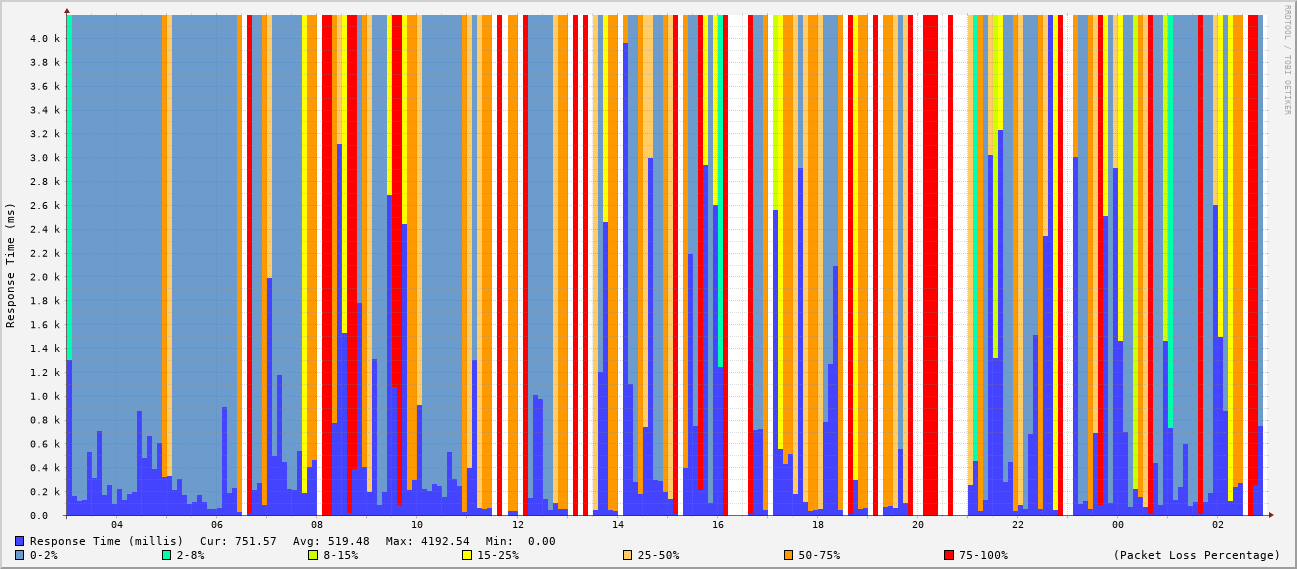 RRDTOOL / TOBI OETIKER
Response Time (ms)
4.0 k
3.8 k
3.6 k
3.4 k
3.2 k
3.0 k
2.8 k
2.6 k
2.4 k
2.2 k
2.0 k
1.8 k
1.6 k
1.4 k
1.2 k
1.0 k
0.8 k
0.6 k
0.4 k
0.2 k
0.0
04 06 08 10 12 14 16 18 20 22 00 02
Response Time (millis) Cur: 751.57 Avg: 519.48 Max: 4192.54 Min: 0.00
0-2% 2-8% 8-15% 15-25% 25-50% 50-75% 75-100% (Packet Loss Percentage)